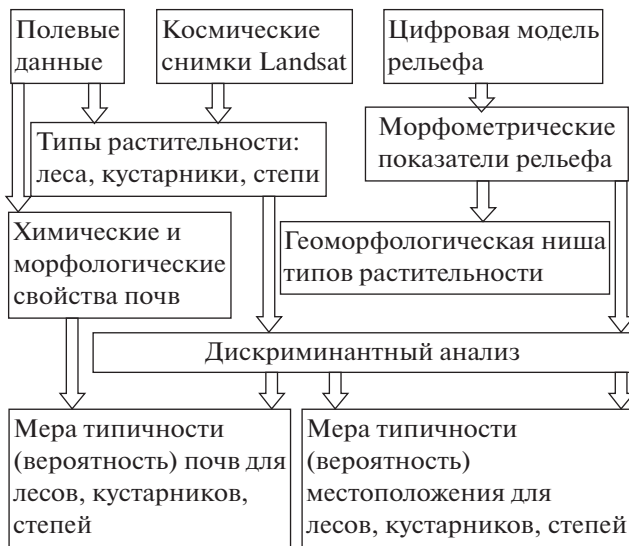 Полевые
данные
Космические
снимки Landsat
Цифровая модель
рельефа
Типы растительности:
леса, кустарники, степи
Морфометрические
показатели рельефа
Химические и
морфологические
свойства почв
Геоморфологическая ниша
типов растительности
Дискриминантный анализ
Мера типичности
(вероятность) почв для
лесов, кустарников,
степей
Мера типичности
(вероятность)
местоположения для
лесов, кустарников, степей